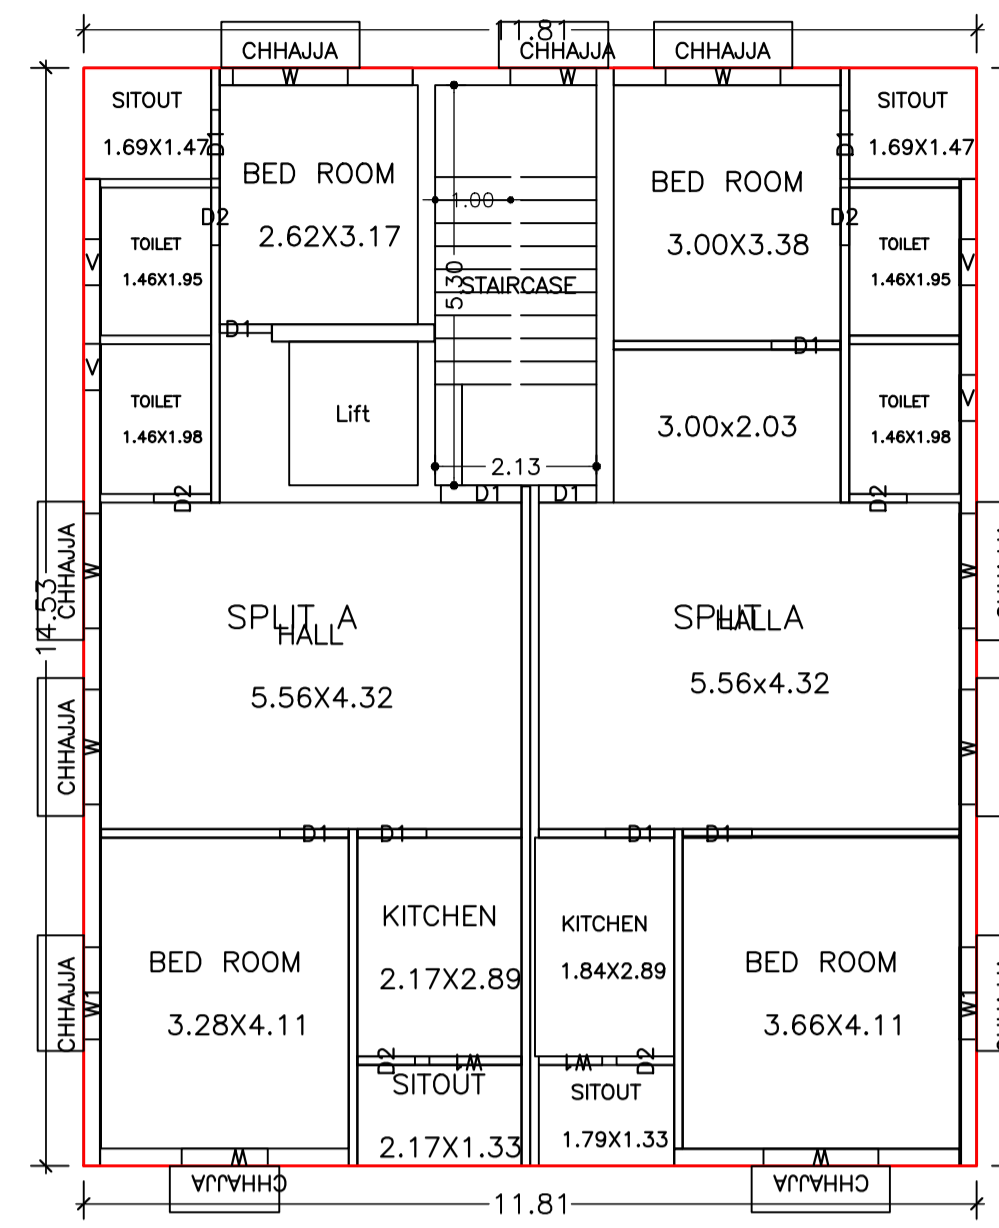 11.81
CHHAJJA
CHHAJJA
CHHAJJA
W
W
W
SITOUT
1.69X1.47
D1
BED ROOM
2.62X3.17
D2
1.00
5.30
STAIRCASE
BED ROOM
3.00X3.38
D1
SITOUT
1.69X1.47
D2
TOILET
1.46X1.95
V
TOILET
1.46X1.95
V
D1
D1
V
TOILET
1.46X1.98
Lift
3.00x2.03
TOILET
1.46X1.98
V
2.13
D2
D1
D1
D2
CHHAJJA
W
14.53
SPLIT A
HALL
5.56X4.32
SPLIT A
HALL
5.56x4.32
W
CHHAJJA
CHHAJJA
W
W
D1
D1
D1
D1
KITCHEN
2.17X2.89
KITCHEN
1.84X2.89
BED ROOM
3.28X4.11
BED ROOM
3.66X4.11
CHHAJJA
W1
W1
CHHAJJA
D2
W1
W1
D2
SITOUT
2.17X1.33
SITOUT
1.79X1.33
W
W
CHHAJJA
CHHAJJA
11.81